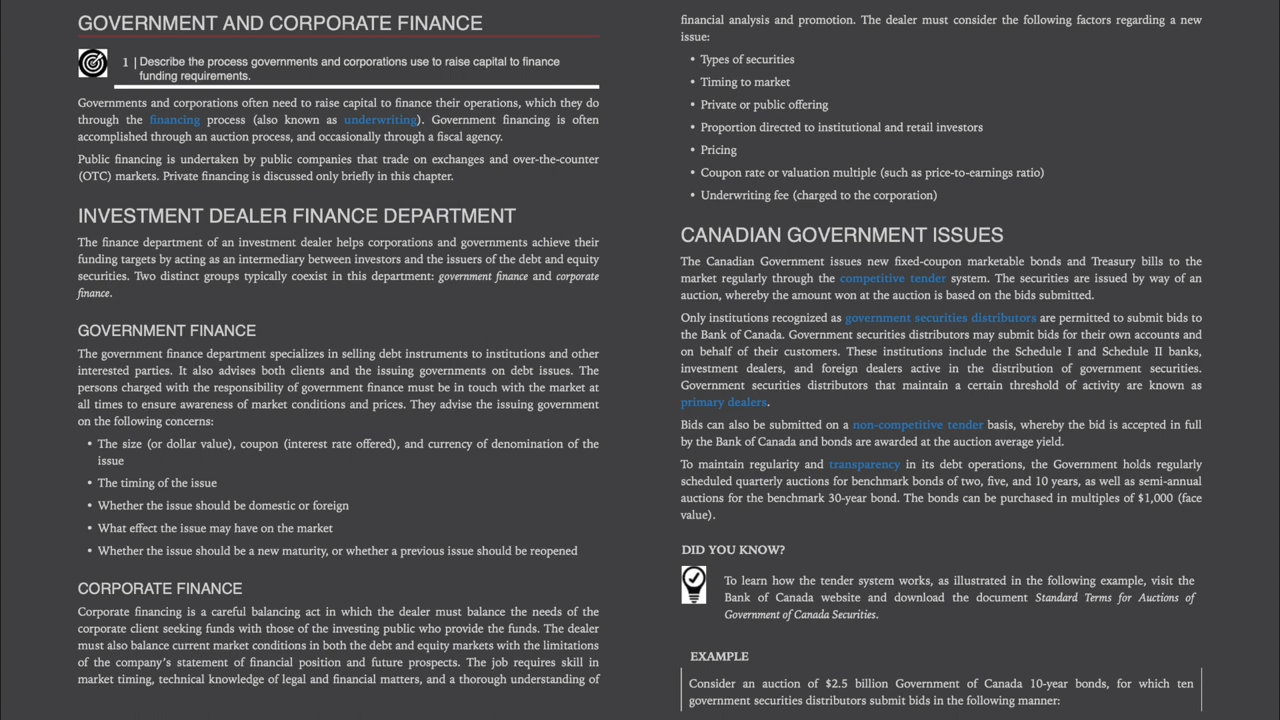 GOVERNMENT AND CORPORATE FINANCE
1 | Describe the process governments and corporations use to raise capital to finance
funding requirements.
Governments and corporations often need to raise capital to finance their operations, which they do
through the financing process (also known as underwriting). Government financing is often
accomplished through an auction process, and occasionally through a fiscal agency.
Public financing is undertaken by public companies that trade on exchanges and over-the-counter
(OTC) markets. Private financing is discussed only briefly in this chapter.
INVESTMENT DEALER FINANCE DEPARTMENT
The finance department of an investment dealer helps corporations and governments achieve their
funding targets by acting as an intermediary between investors and the issuers of the debt and equity
securities. Two distinct groups typically coexist in this department: government finance and corporate
finance.
GOVERNMENT FINANCE
The government finance department specializes in selling debt instruments to institutions and other
interested parties. It also advises both clients and the issuing governments on debt issues. The
persons charged with the responsibility of government finance must be in touch with the market at
all times to ensure awareness of market conditions and prices. They advise the issuing government
on the following concerns:
• The size (or dollar value), coupon (interest rate offered), and currency of denomination of the
issue
• The timing of the issue
• Whether the issue should be domestic or foreign
• What effect the issue may have on the market
• Whether the issue should be a new maturity, or whether a previous issue should be reopened
CORPORATE FINANCE
Corporate financing is a careful balancing act in which the dealer must balance the needs of the
corporate client seeking funds with those of the investing public who provide the funds. The dealer
must also balance current market conditions in both the debt and equity markets with the limitations
of the company's statement of financial position and future prospects. The job requires skill in
market timing, technical knowledge of legal and financial matters, and a thorough understanding of
financial analysis and promotion. The dealer must consider the following factors regarding a new
issue:
• Types of securities
• Timing to market
• Private or public offering
• Proportion directed to institutional and retail investors
• Pricing
• Coupon rate or valuation multiple (such as price-to-earnings ratio)
• Underwriting fee (charged to the corporation)
CANADIAN GOVERNMENT ISSUES
The Canadian Government issues new fixed-coupon marketable bonds and Treasury bills to the
market regularly through the competitive tender system. The securities are issued by way of an
auction, whereby the amount won at the auction is based on the bids submitted.
Only institutions recognized as government securities distributors are permitted to submit bids to
the Bank of Canada. Government securities distributors may submit bids for their own accounts and
on behalf of their customers. These institutions include the Schedule I and Schedule II banks,
investment dealers, and foreign dealers active in the distribution of government securities.
Government securities distributors that maintain a certain threshold of activity are known as
primary dealers.
Bids can also be submitted on a non-competitive tender basis, whereby the bid is accepted in full
by the Bank of Canada and bonds are awarded at the auction average yield.
To maintain regularity and transparency in its debt operations, the Government holds regularly
scheduled quarterly auctions for benchmark bonds of two, five, and 10 years, as well as semi-annual
auctions for the benchmark 30-year bond. The bonds can be purchased in multiples of $1,000 (face
value).
DID YOU KNOW?
To learn how the tender system works, as illustrated in the following example, visit the
Bank of Canada website and download the document Standard Terms for Auctions of
Government of Canada Securities.
EXAMPLE
Consider an auction of $2.5 billion Government of Canada 10-year bonds, for which ten
government securities distributors submit bids in the following manner: